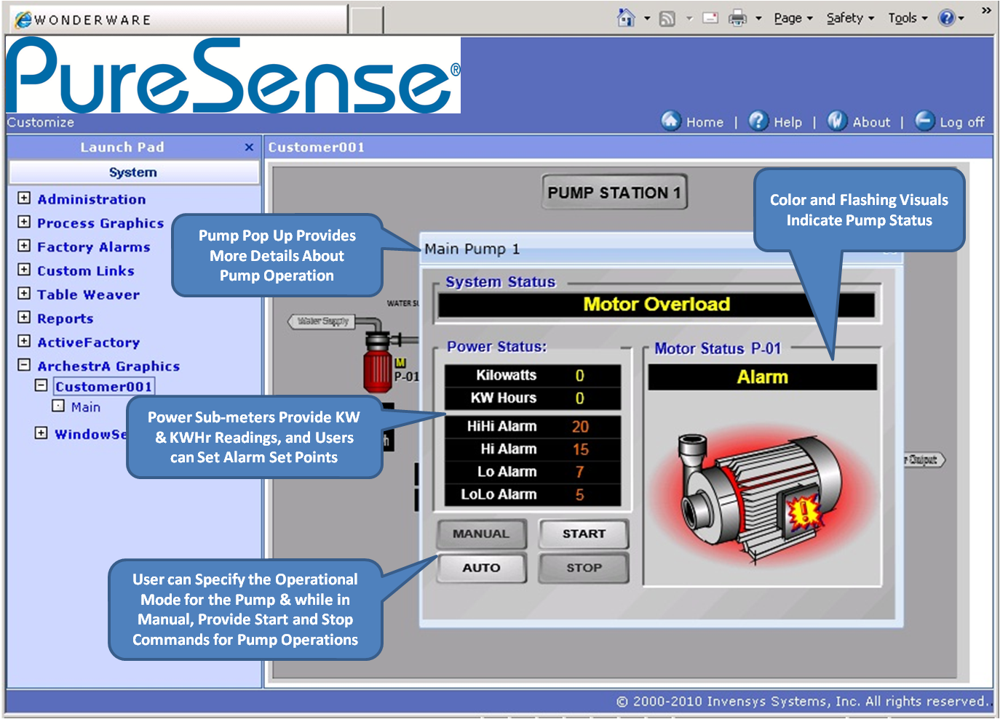 WONDERWARE
Page
Safety
Tools
»
PureSense®
Customize
Home | Help | About | Log off
Launch Pad
×
Customer001
System
Administration
Process Graphics
Factory Alarms
Custom Links
Table Weaver
Reports
ActiveFactory
ArchestrA Graphics
Customer001
Main
PUMP STATION 1
Color and Flashing Visuals
Indicate Pump Status
Pump Pop Up Provides
More Details About
Pump Operation
Main Pump 1
System Status
Motor Overload
Water Supply
M
P-01
Power Status:
Kilowatts 0
KW Hours 0
HiHi Alarm 20
Hi Alarm 15
Lo Alarm 7
LoLo Alarm 5
Motor Status P-01
Alarm
!
Power Sub-meters Provide KW
& KWHr Readings, and Users
can Set Alarm Set Points
MANUAL
START
AUTO
STOP
User can Specify the Operational
Mode for the Pump & while in
Manual, Provide Start and Stop
Commands for Pump Operations
© 2000-2010 Invensys Systems, Inc. All rights reserved.